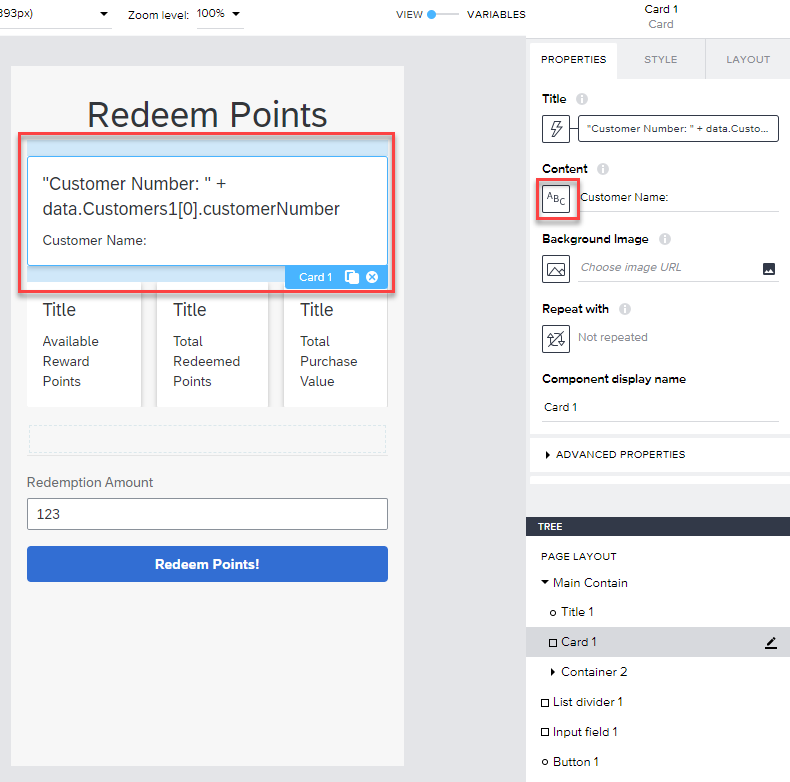 393px)
Zoom level: 100%
VIEW
VARIABLES
Card 1
Card
PROPERTIES
STYLE
LAYOUT
Title
"Customer Number: " + data.Custo...
Content
ABC
Customer Name:
Background Image
Choose image URL
Repeat with
Not repeated
Component display name
Card 1
ADVANCED PROPERTIES
TREE
PAGE LAYOUT
Main Contain
Title 1
Card 1
Container 2
List divider 1
Input field 1
Button 1
Redeem Points
"Customer Number: " +
data.Customers1[0].customerNumber
Customer Name:
Card 1
Title
Available
Reward
Points
Title
Total
Redeemed
Points
Title
Total
Purchase
Value
Redemption Amount
123
Redeem Points!